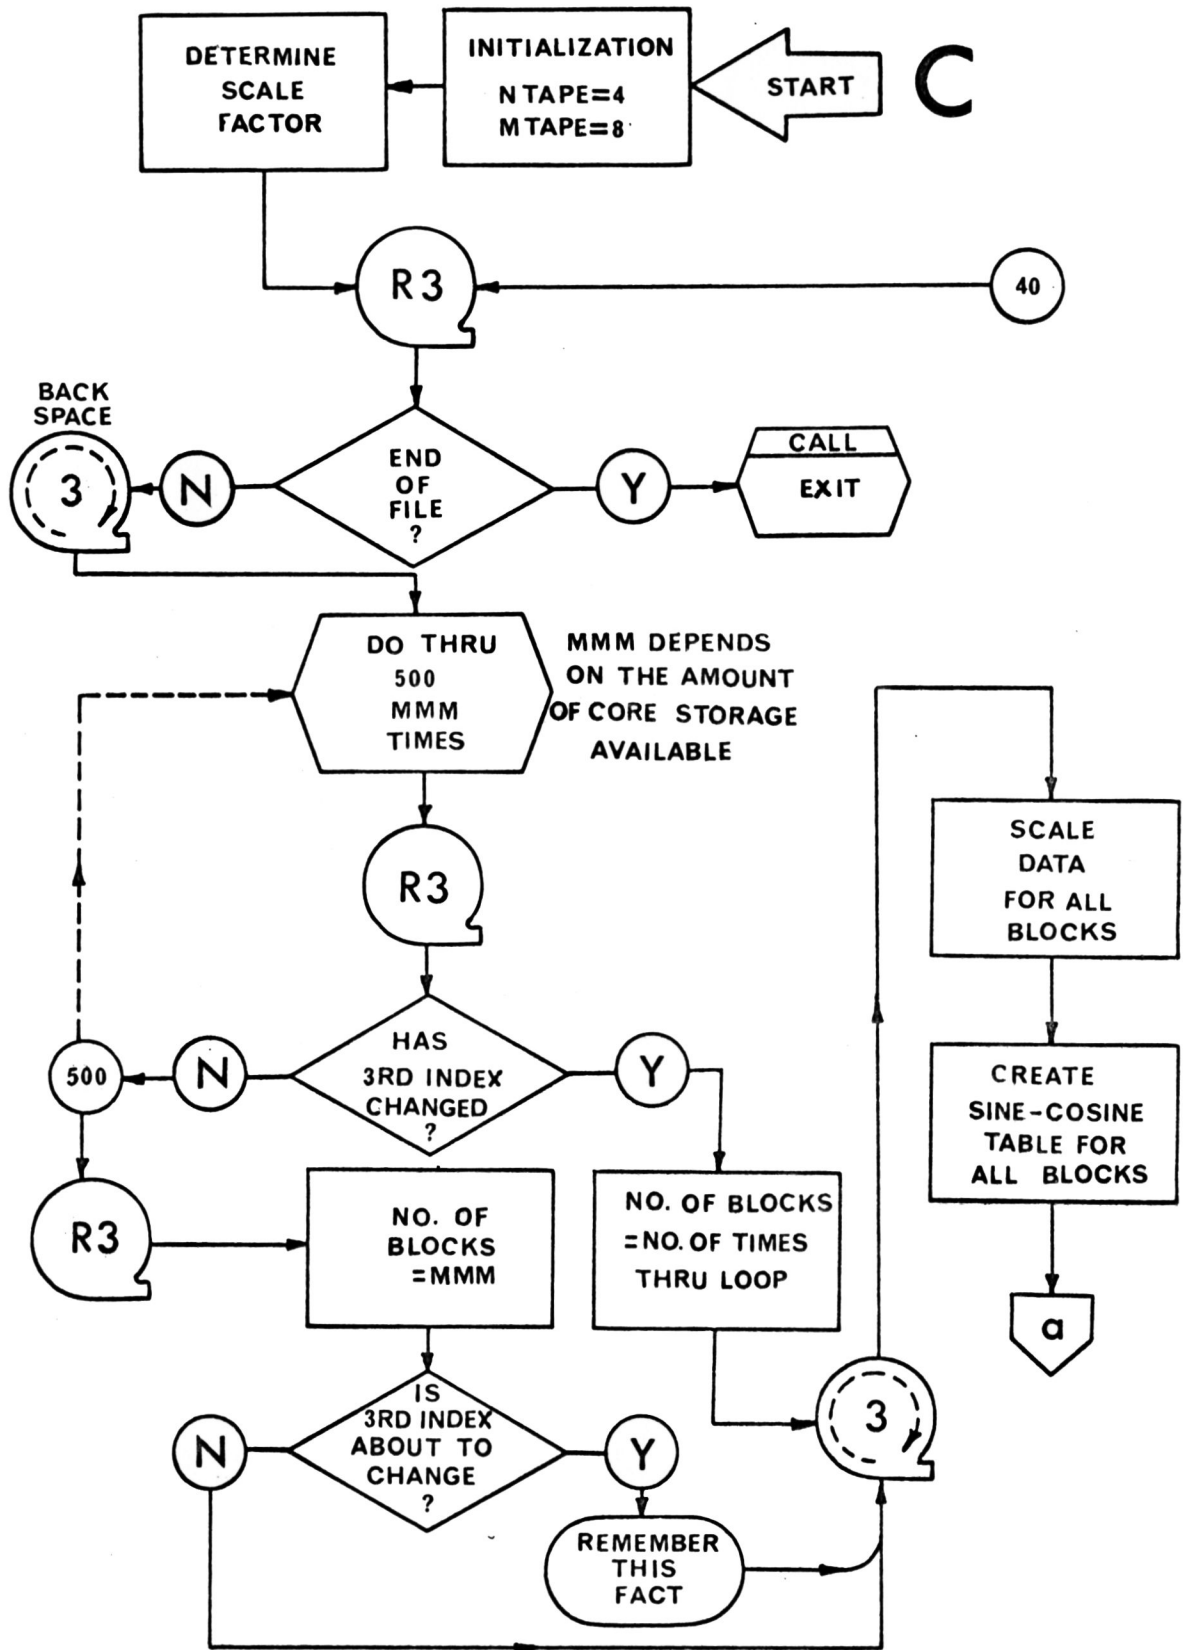 DETERMINE
SCALE
FACTOR
INITIALIZATION
N TAPE=4
M TAPE=8
START
C
R3
40
BACK
SPACE
3
N
END
OF
FILE
?
Y
CALL
EXIT
DO THRU
500
MMM
TIMES
MMM DEPENDS
ON THE AMOUNT
OF CORE STORAGE
AVAILABLE
R3
SCALE
DATA
FOR ALL
BLOCKS
500
N
HAS
3RD INDEX
CHANGED
?
Y
CREATE
SINE-COSINE
TABLE FOR
ALL BLOCKS
R3
NO. OF
BLOCKS
=MMM
NO. OF BLOCKS
=NO. OF TIMES
THRU LOOP
a
N
IS
3RD INDEX
ABOUT TO
CHANGE
?
Y
3
REMEMBER
THIS
FACT